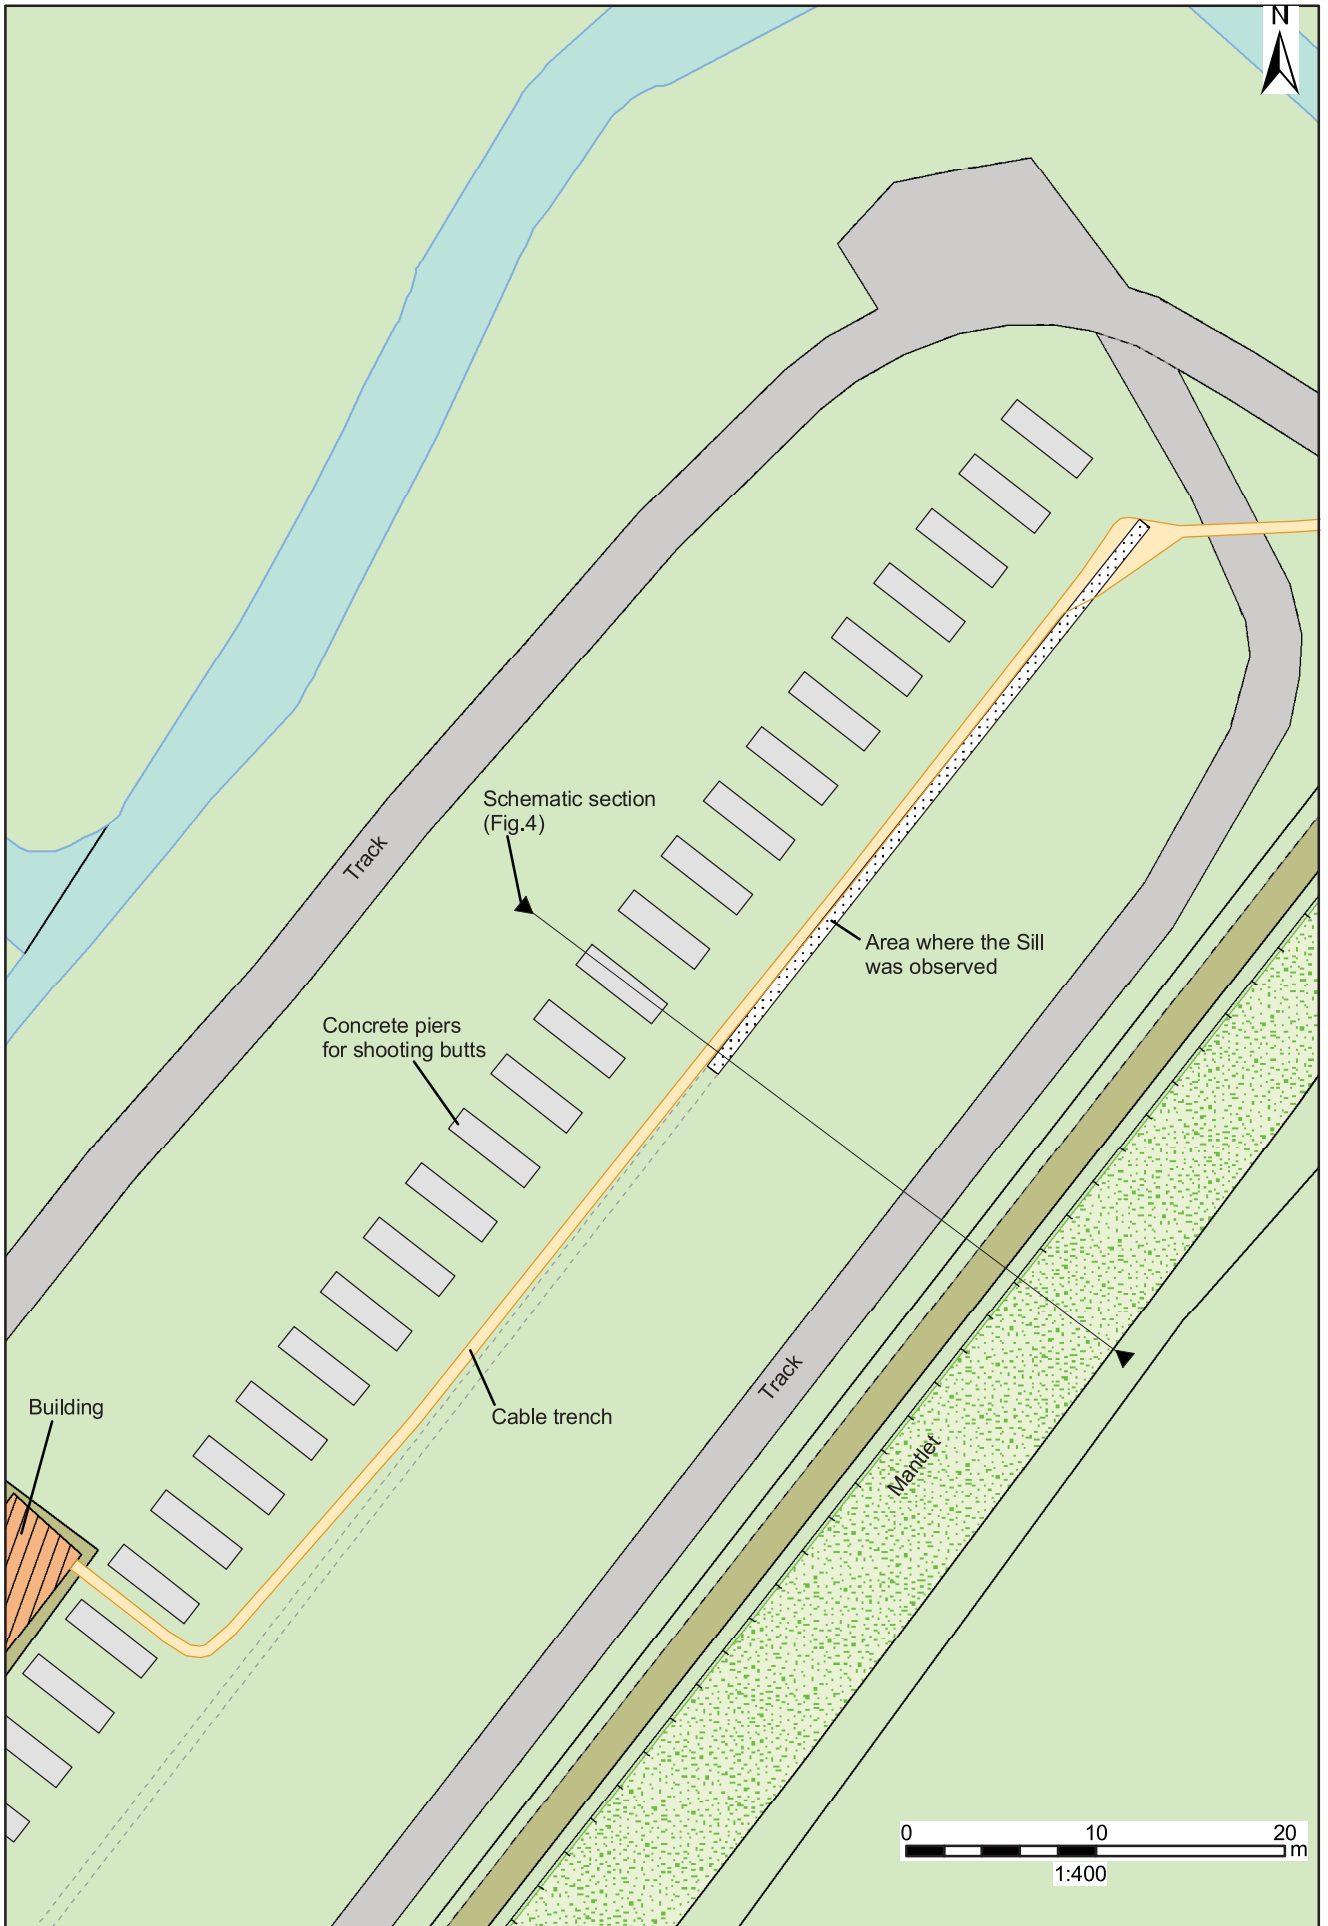 N
Schematic section
(Fig.4)
Track
Area where the Sill
was observed
Concrete piers
for shooting butts
Track
Building
Cable trench
Mantlet
0 10 20
m
1:400